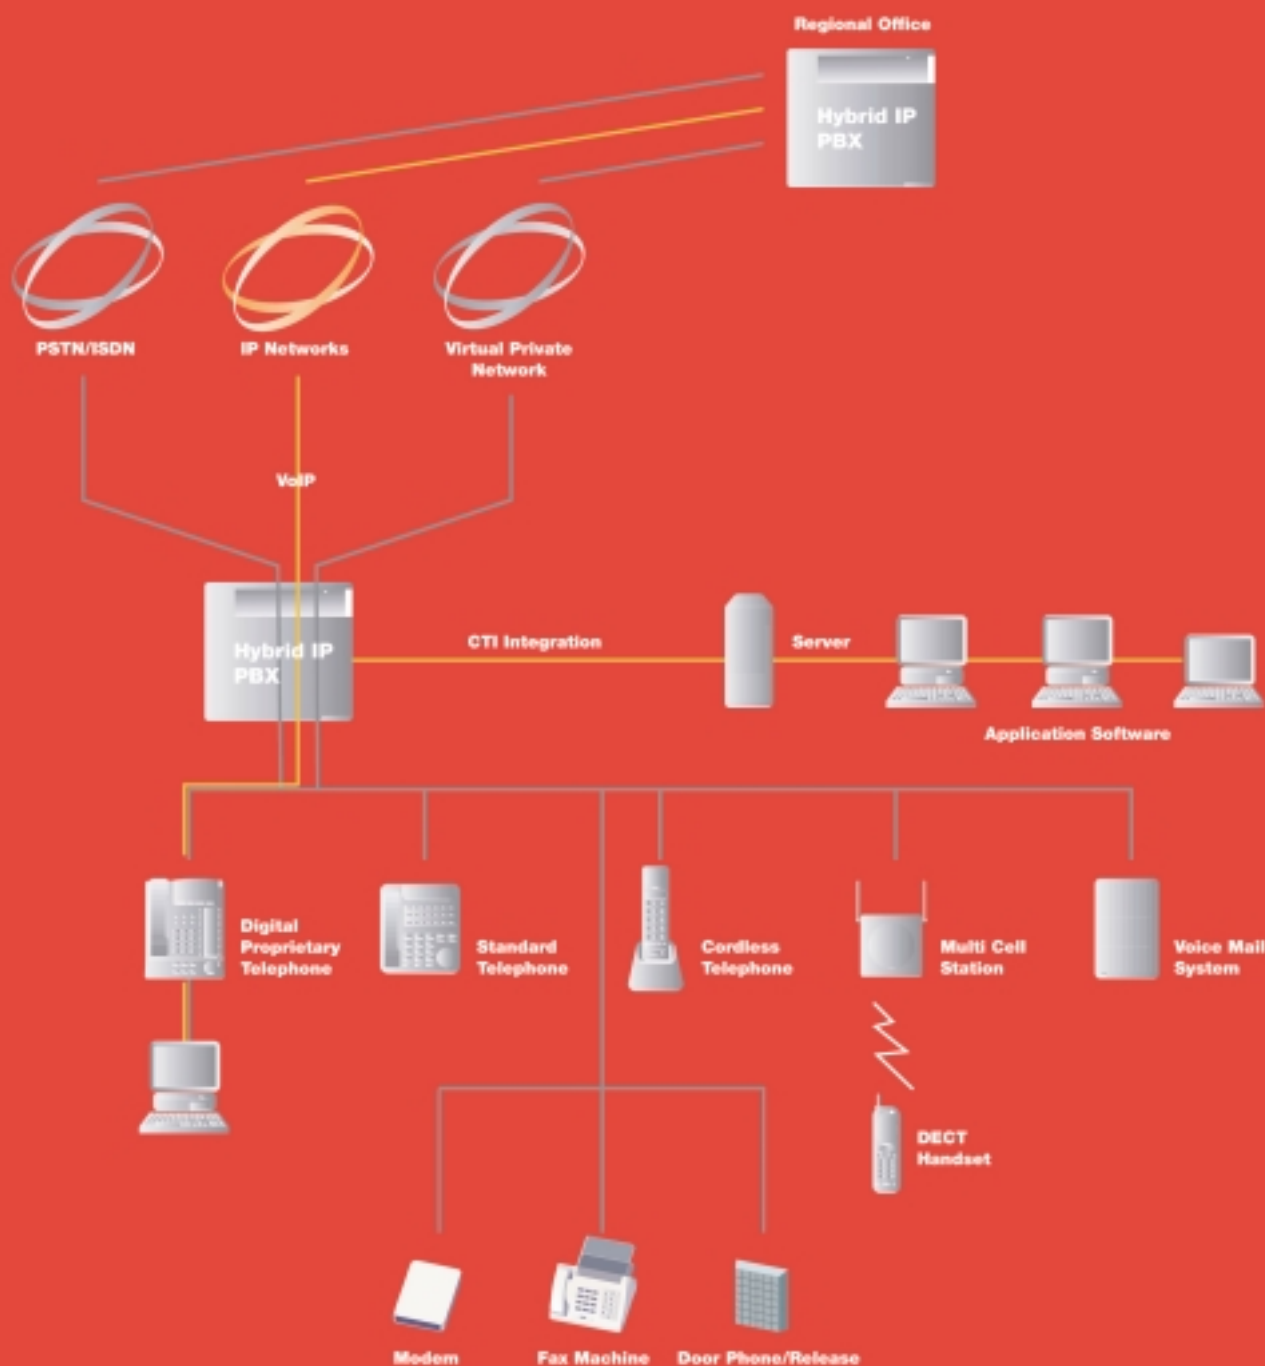 Regional Office
Hybrid IP
PBX
PSTN/ISDN
IP Networks
Virtual Private
Network
VoIP
Hybrid IP
PBX
CTI Integration
Server
Application Software
Digital
Proprietary
Telephone
Standard
Telephone
Cordless
Telephone
Multi Cell
Station
Voice Mail
System
DECT
Handset
Modem
Fax Machine
Door Phone/Release